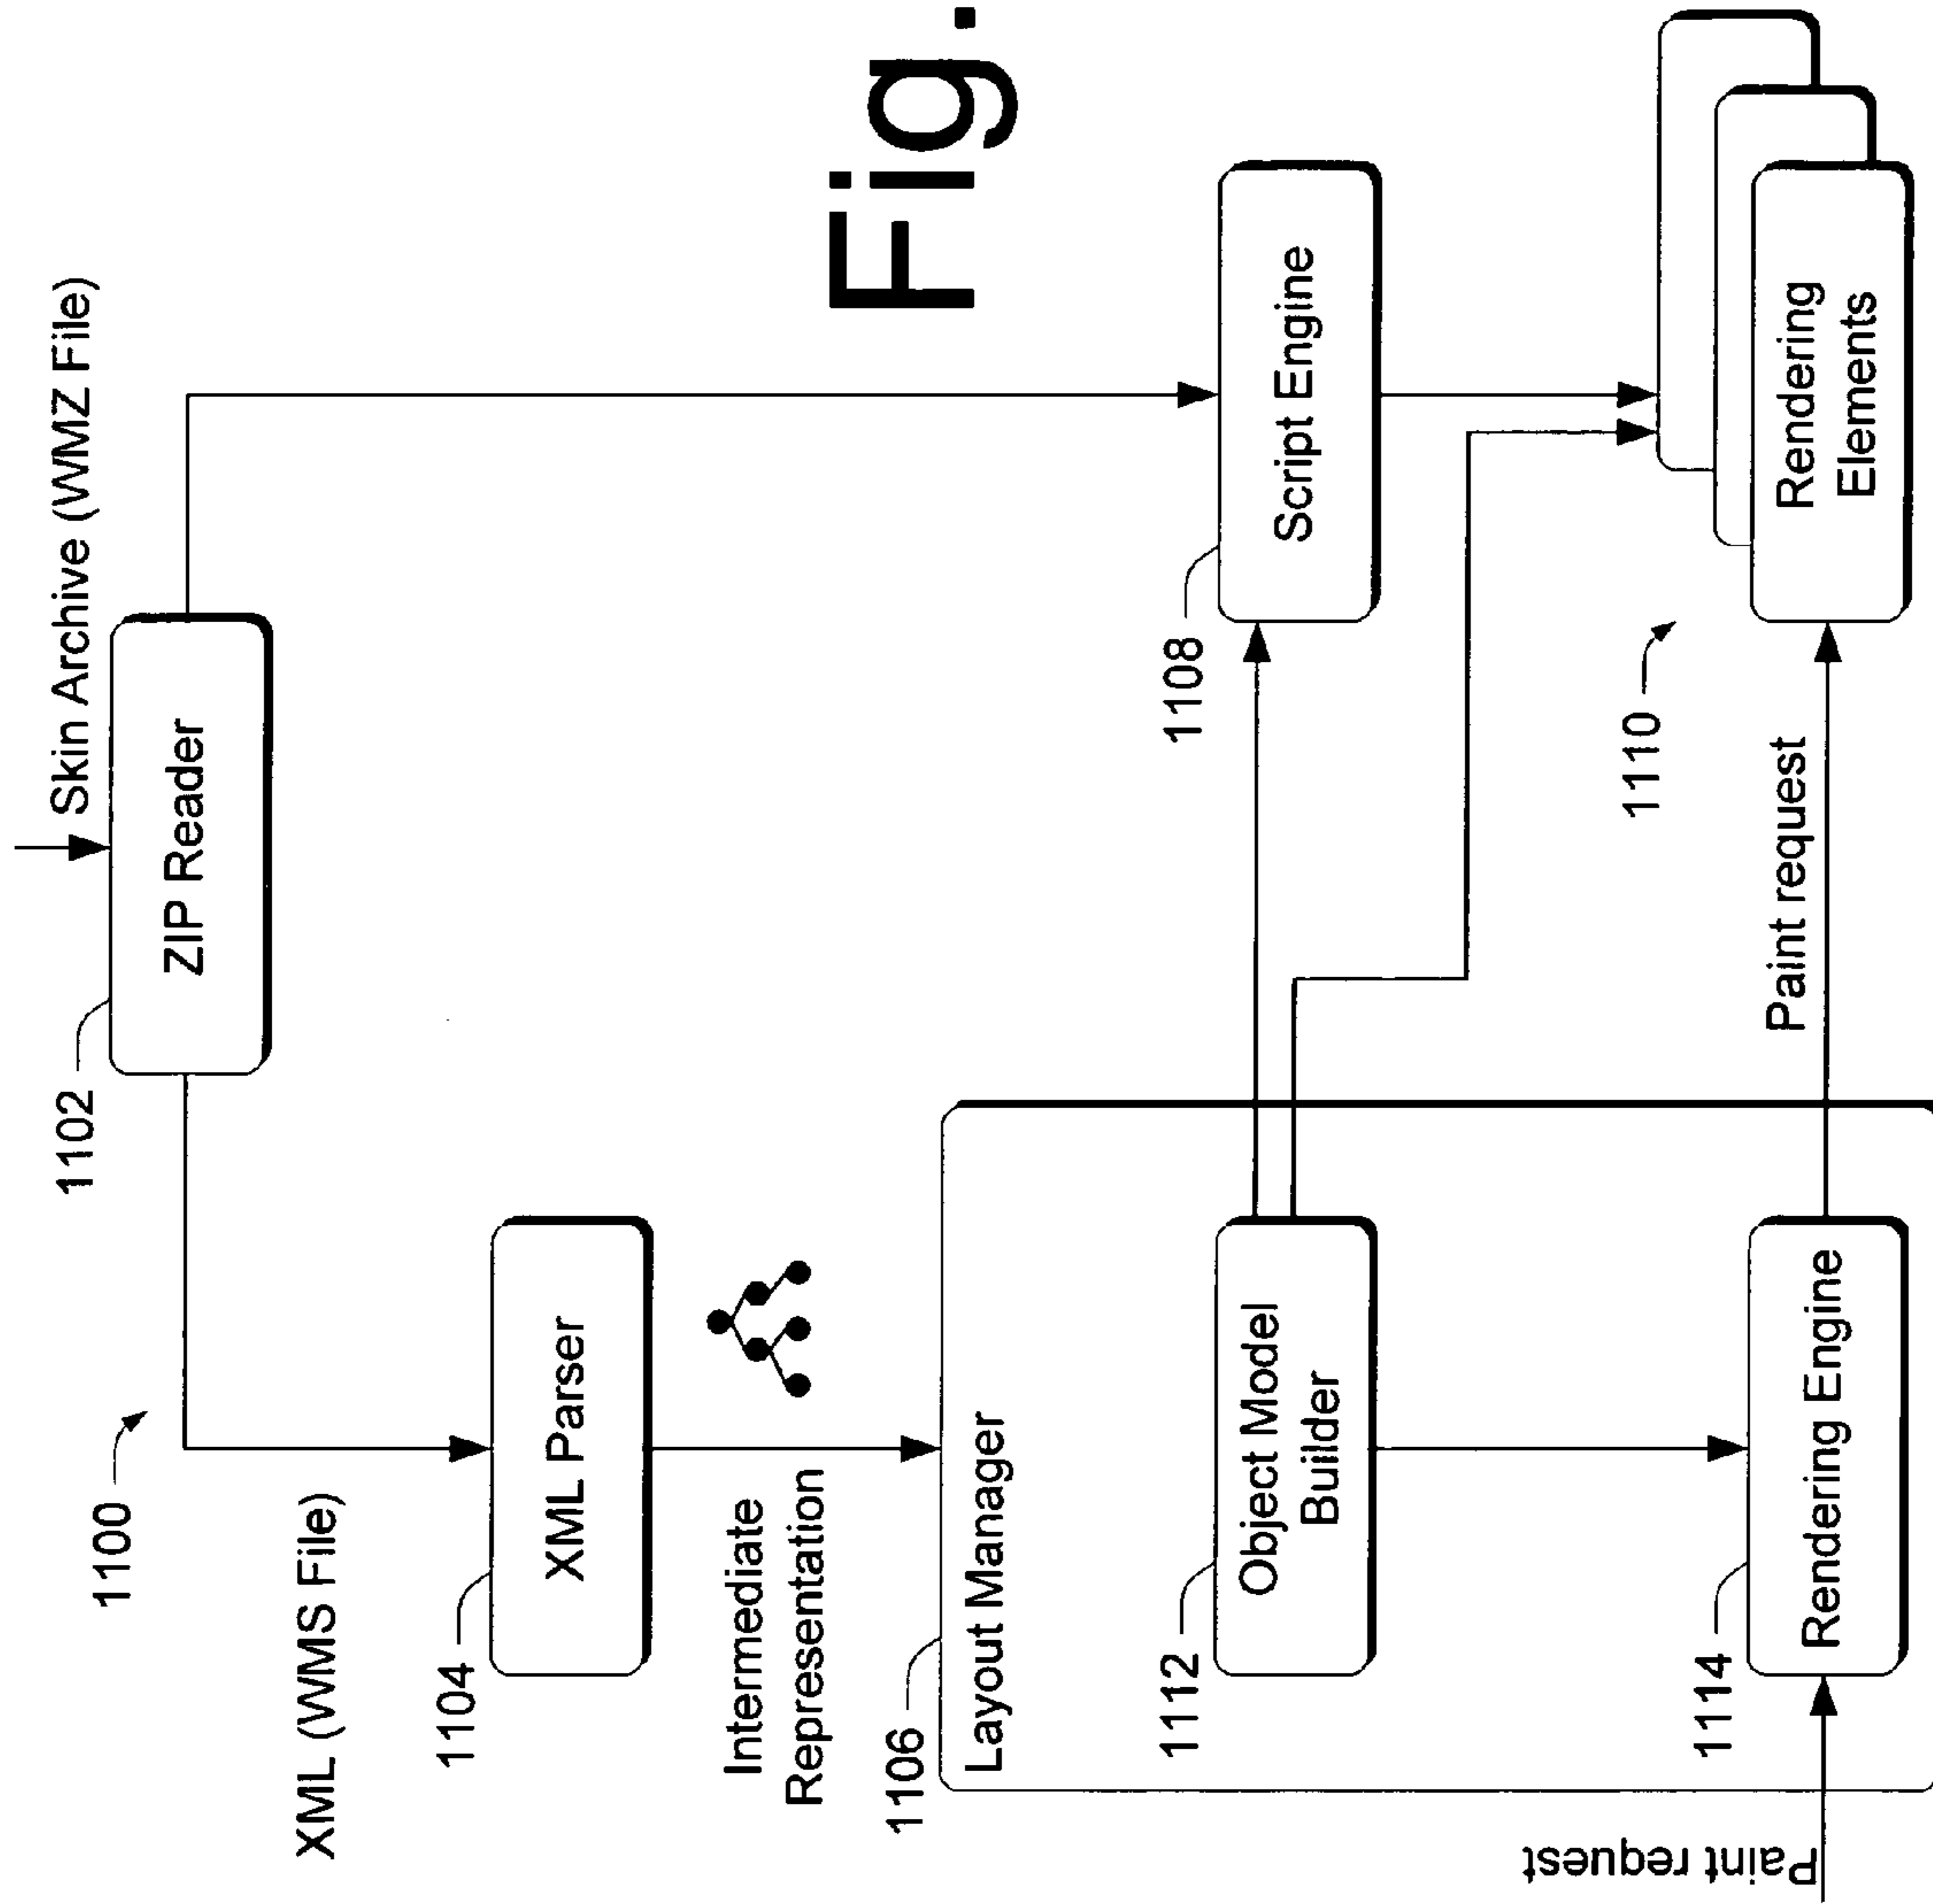 Skin Archive (WMZ File)
1102
ZIP Reader
1100
XML (WMS File)
1104
XML Parser
Intermediate
Representation
1106
Layout Manager
1112
Object Model
Builder
1108
Script Engine
1114
Rendering Engine
Paint request
Paint request
1110
Rendering
Elements
Fig.